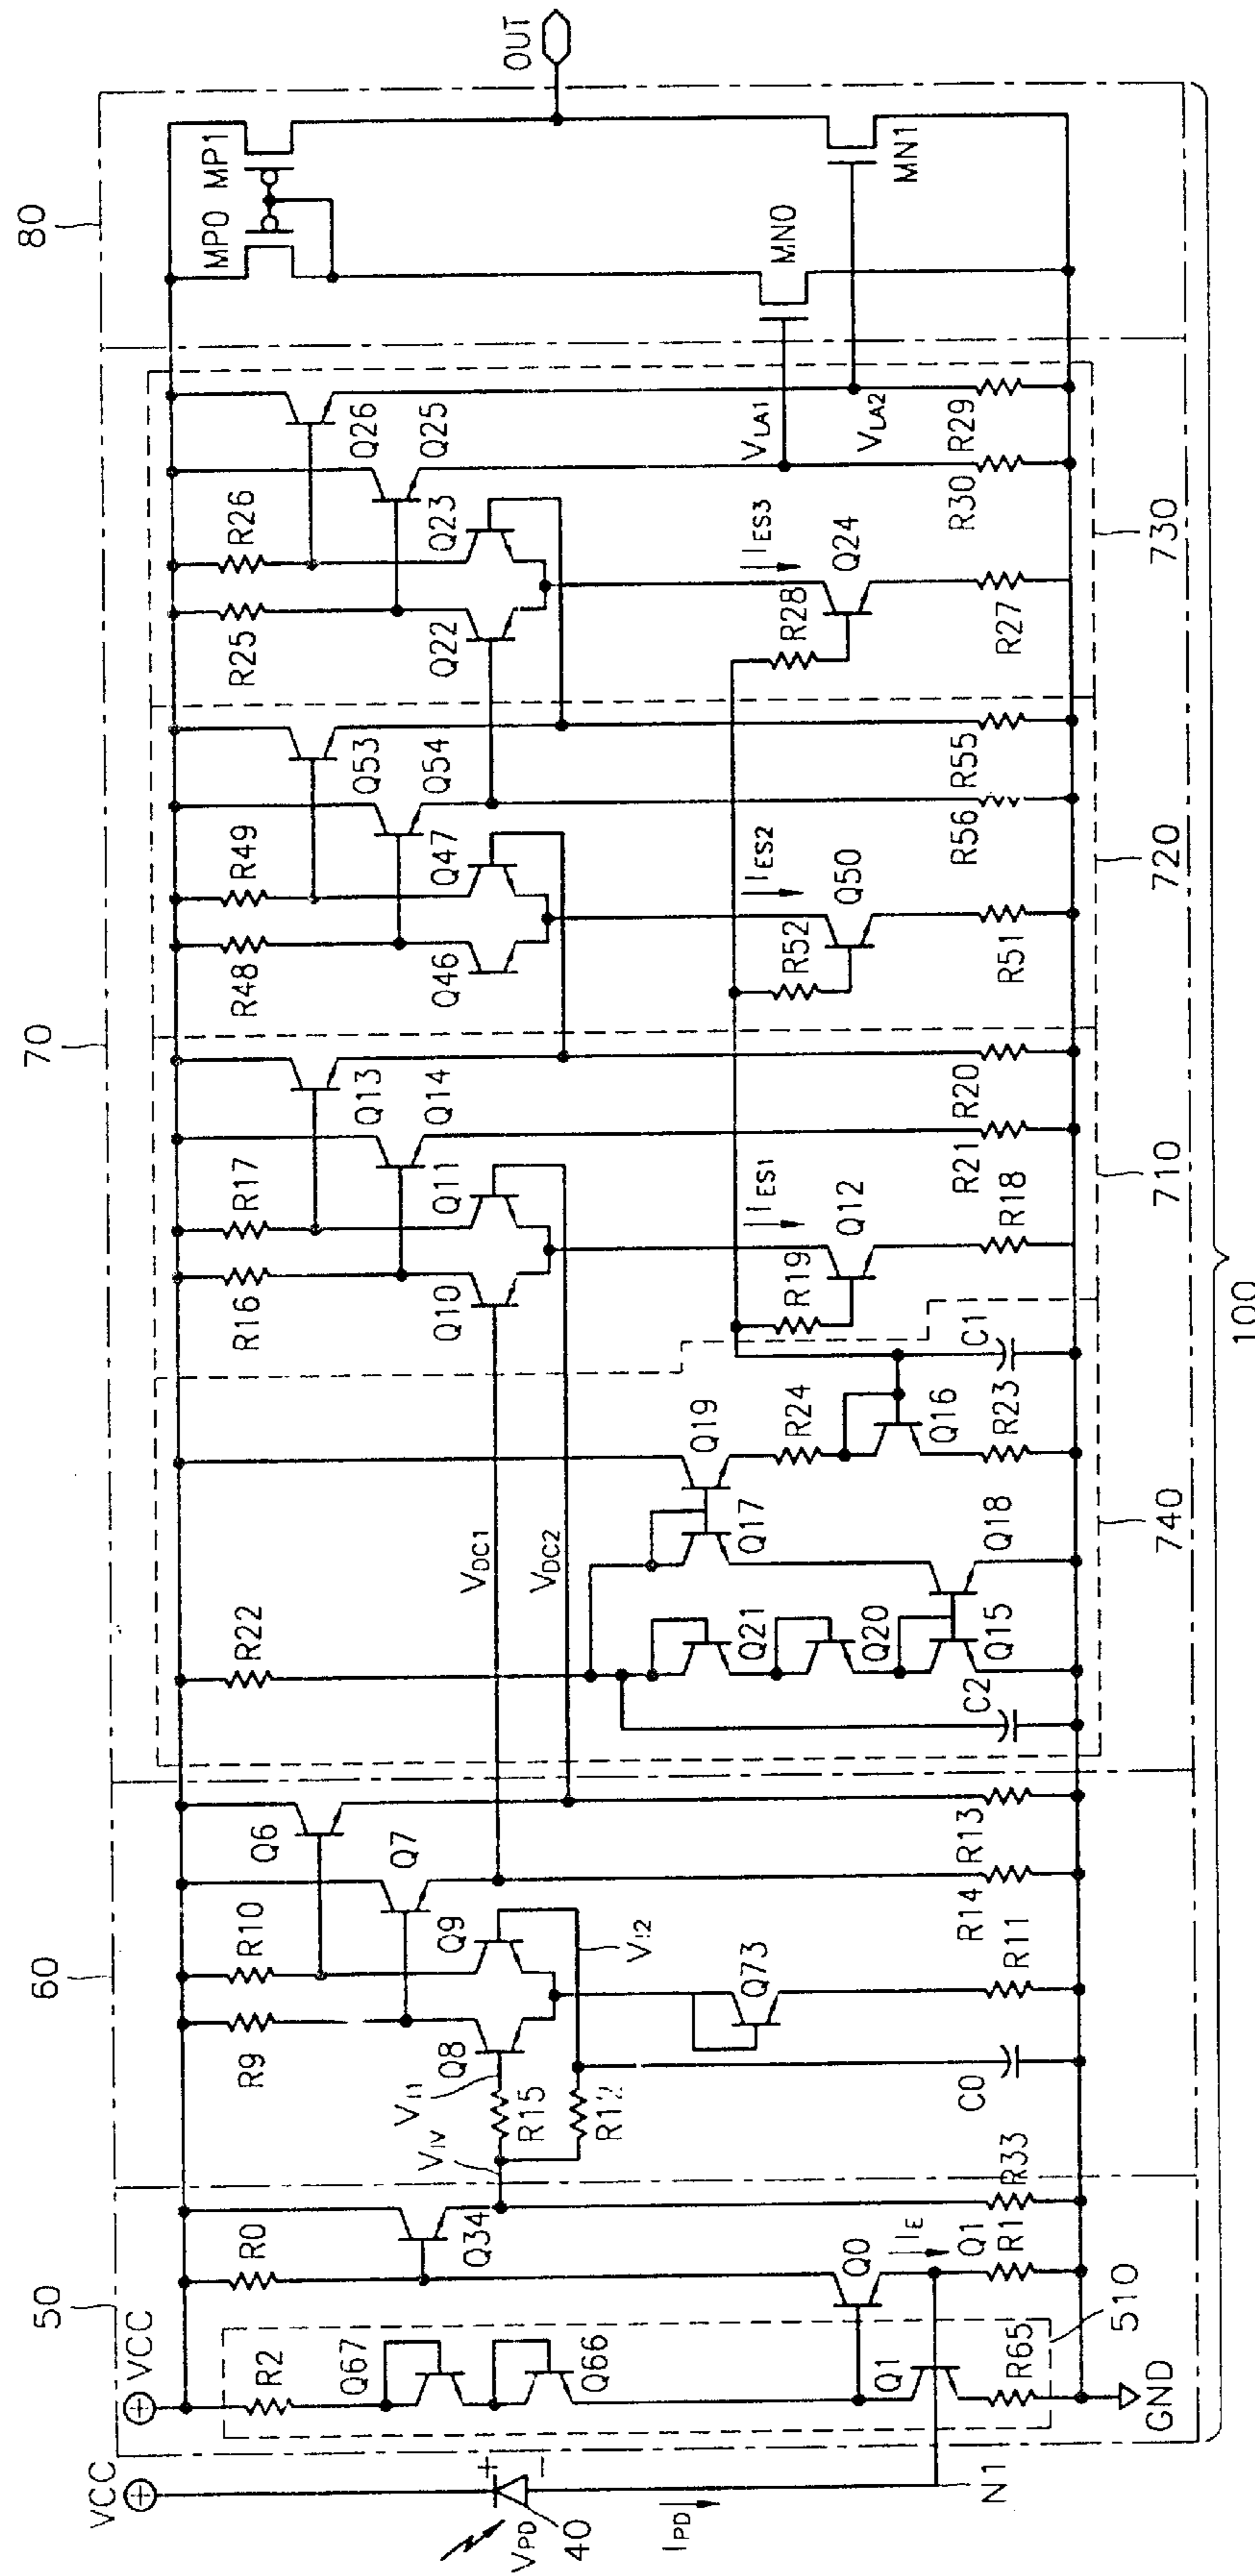 80
OUT
MP0
MP1
MN0
MN1
70
R25
R26
Q26
Q25
Q22
Q23
VLA1
VLA2
IES3
R28
Q24
R30
R29
R27
730
R48
R49
Q53
Q54
Q46
Q47
IES2
R52
Q50
R56
R55
R51
720
R16
R17
Q13
Q14
Q10
Q11
IES1
R19
Q12
R21
R20
R18
710
R22
VDC1
VDC2
Q19
Q17
R24
Q16
C1
R23
Q18
Q21
Q20
Q15
C2
740
100
60
R9
R10
Q6
Q7
Q8
Q9
VI1
VI2
R15
R12
VIV
Q73
C0
R14
R13
R11
50
VCC
VCC
R0
R2
Q67
Q66
Q34
Q0
IE
Q1
Q1
R1
R33
R65
510
GND
VPD
+
−
40
IPD
N1